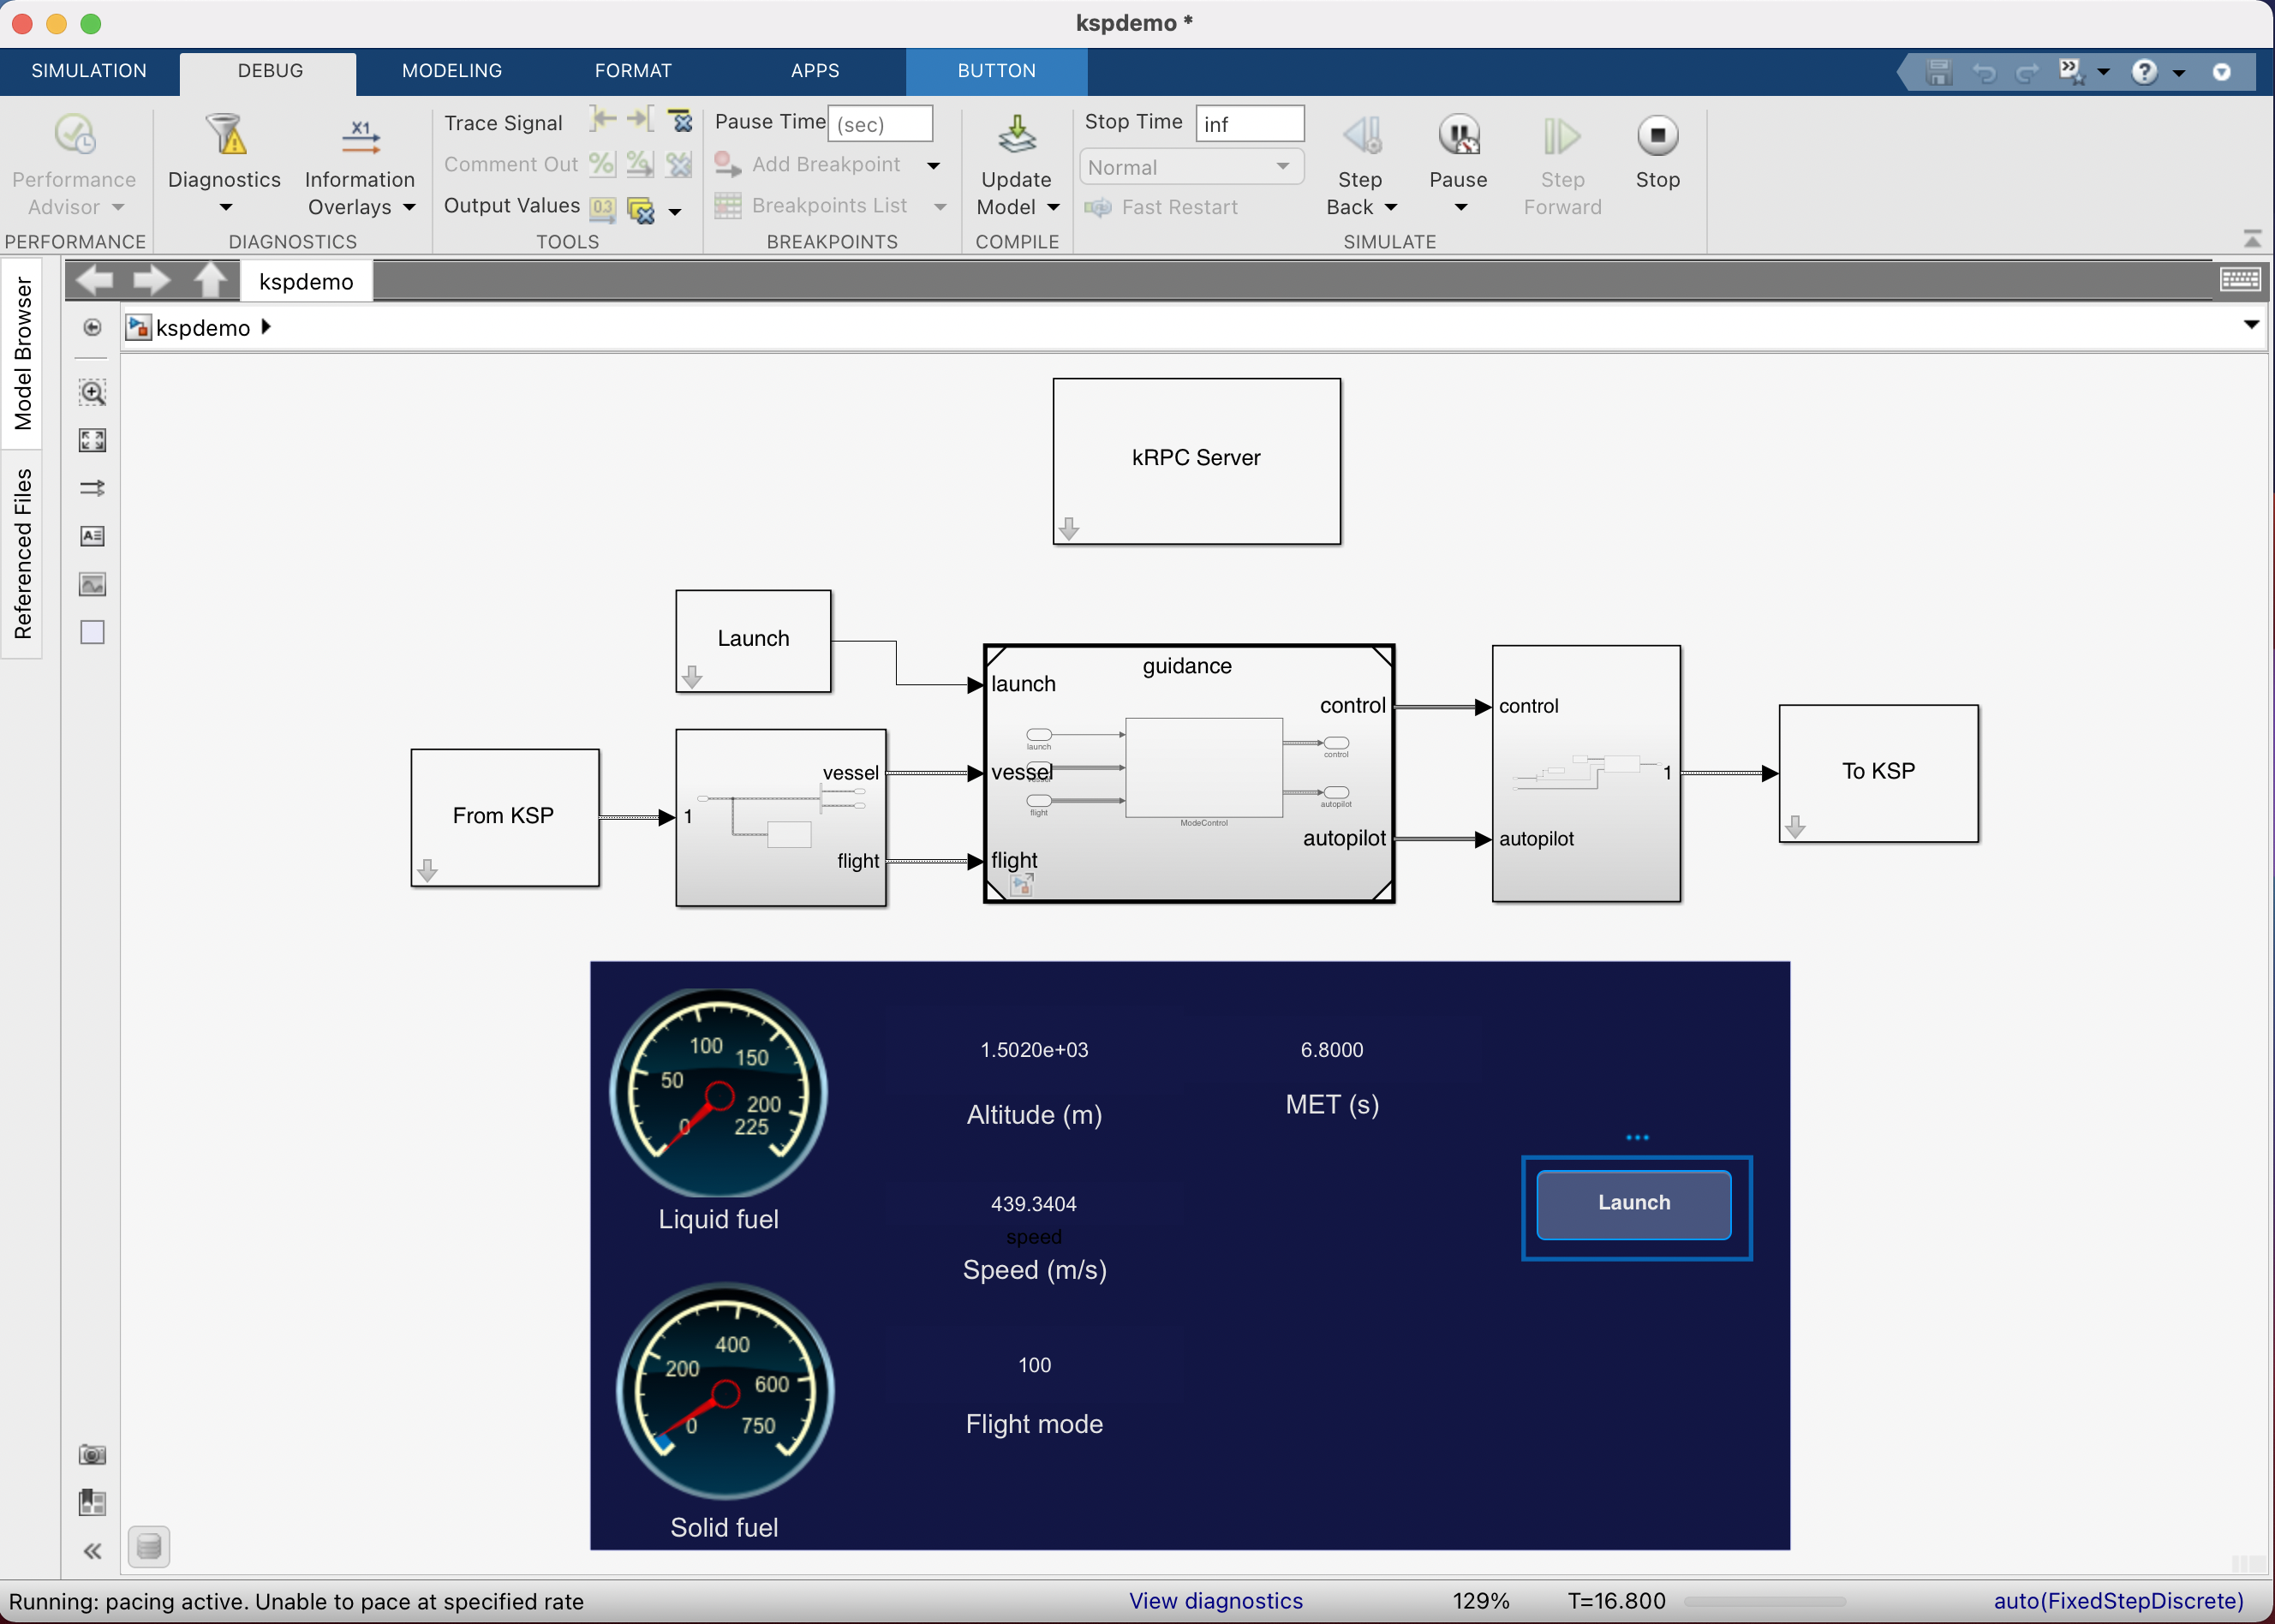 kspdemo *
SIMULATION DEBUG MODELING FORMAT APPS BUTTON
Performance Advisor
PERFORMANCE
Diagnostics
Information Overlays
DIAGNOSTICS
Trace Signal
Comment Out
Output Values
TOOLS
Pause Time (sec)
Add Breakpoint
Breakpoints List
BREAKPOINTS
Update Model
COMPILE
Stop Time inf
Normal
Fast Restart
Step Back
Pause
Step Forward
Stop
SIMULATE
Model Browser
Referenced Files
kspdemo
kspdemo
kRPC Server
Launch
From KSP
1
vessel
flight
guidance
launch
vessel
flight
control
autopilot
launch
flight
ModeControl
control
autopilot
control
autopilot
1
To KSP
0 50 100 150 200 225
Liquid fuel
0 200 400 600 750
Solid fuel
1.5020e+03
Altitude (m)
6.8000
MET (s)
439.3404
speed
Speed (m/s)
100
Flight mode
...
Launch
Running: pacing active. Unable to pace at specified rate
View diagnostics
129%
T=16.800
auto(FixedStepDiscrete)